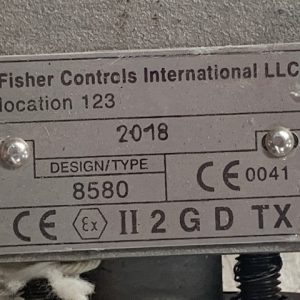 Fisher Controls International LLC
location 123
2018
DESIGN/TYPE
8580
CE 0041
CE Ex II 2 G D TX